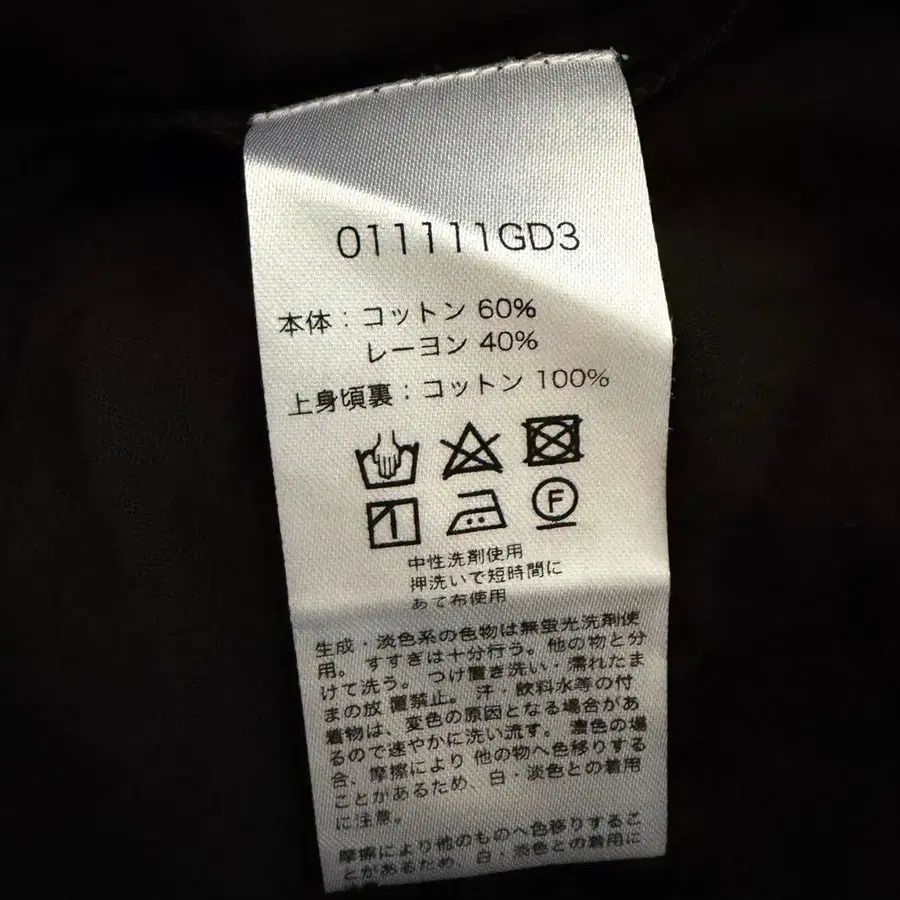 011111GD3
本体：コットン 60%
レーヨン 40%
上身頃裏：コットン 100%
F
中性洗剤使用
押洗いで短時間に
あて布使用
生成・淡色系の色物は無蛍光洗剤使
用。 すすぎは十分行う。他の物と分
けて洗う。 つけ置き洗い・濡れたま
まの放 置禁止。 汗・飲料水等の付
着物は、変色の原因となる場合があ
るので速やかに洗い流す。 濃色の場
合、摩擦により 他の物へ色移りする
ことがあるため、白・淡色との着用
に注意。
摩擦により他のものへ色移りするこ
とがあるため、白・淡色との着用に